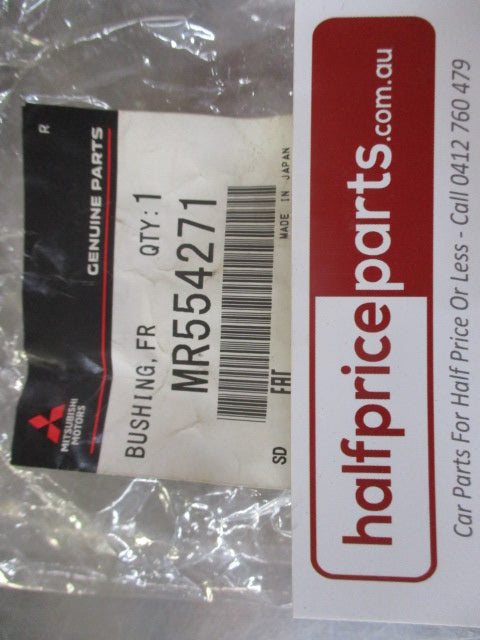 R
GENUINE PARTS
MITSUBISHI
MOTORS
BUSHING, FR QTY: 1
MR554271
MADE IN JAPAN
SD
halfpriceparts.com.au
Car Parts For Half Price Or Less - Call 0412 760 479